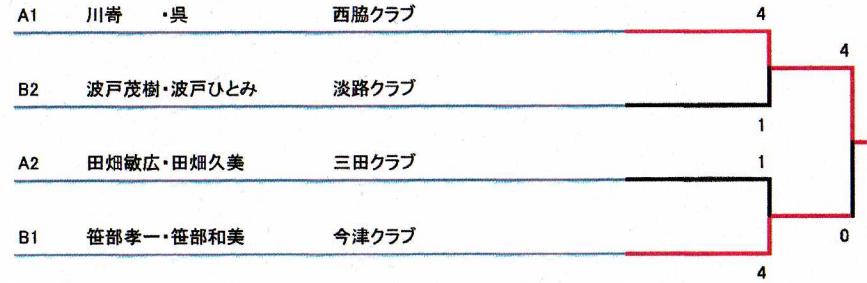 A1 川嵜 ・呉 西脇クラブ 4
4
B2 波戸茂樹・波戸ひとみ 淡路クラブ
1
A2 田畑敏広・田畑久美 三田クラブ 1
B1 笹部孝一・笹部和美 今津クラブ 0
4